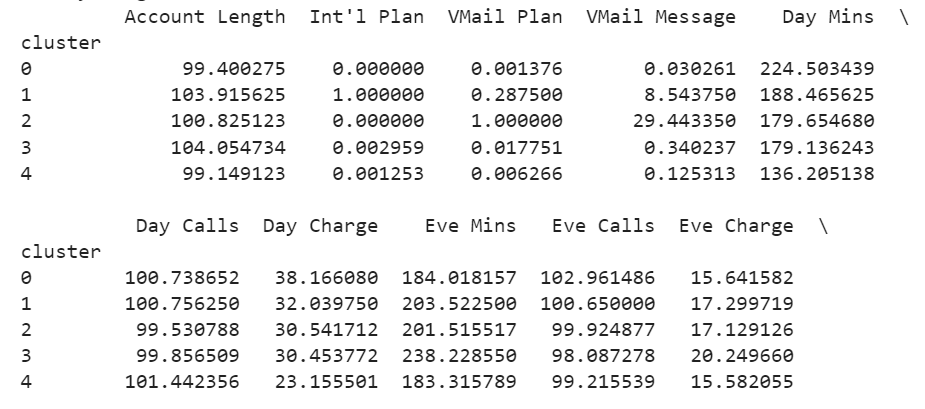 Account Length Int'l Plan VMail Plan VMail Message Day Mins \
cluster
0 99.400275 0.000000 0.001376 0.030261 224.503439
1 103.915625 1.000000 0.287500 8.543750 188.465625
2 100.825123 0.000000 1.000000 29.443350 179.654680
3 104.054734 0.002959 0.017751 0.340237 179.136243
4 99.149123 0.001253 0.006266 0.125313 136.205138
Day Calls Day Charge Eve Mins Eve Calls Eve Charge \
cluster
0 100.738652 38.166080 184.018157 102.961486 15.641582
1 100.756250 32.039750 203.522500 100.650000 17.299719
2 99.530788 30.541712 201.515517 99.924877 17.129126
3 99.856509 30.453772 238.228550 98.087278 20.249660
4 101.442356 23.155501 183.315789 99.215539 15.582055